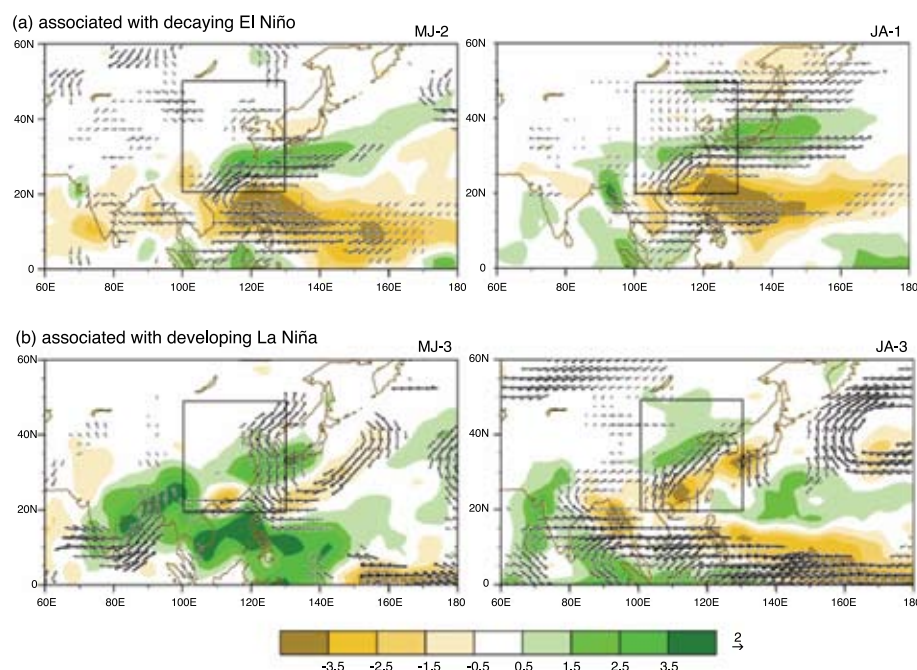 (a) associated with decaying El Niño
MJ-2
JA-1
60N
40N
20N
0
60E 80E 100E 120E 140E 160E 180
60N
40N
20N
0
60E 80E 100E 120E 140E 160E 180
(b) associated with developing La Niña
MJ-3
JA-3
60N
40N
20N
0
60E 80E 100E 120E 140E 160E 180
60N
40N
20N
0
60E 80E 100E 120E 140E 160E 180
2
-3.5 -2.5 -1.5 -0.5 0.5 1.5 2.5 3.5